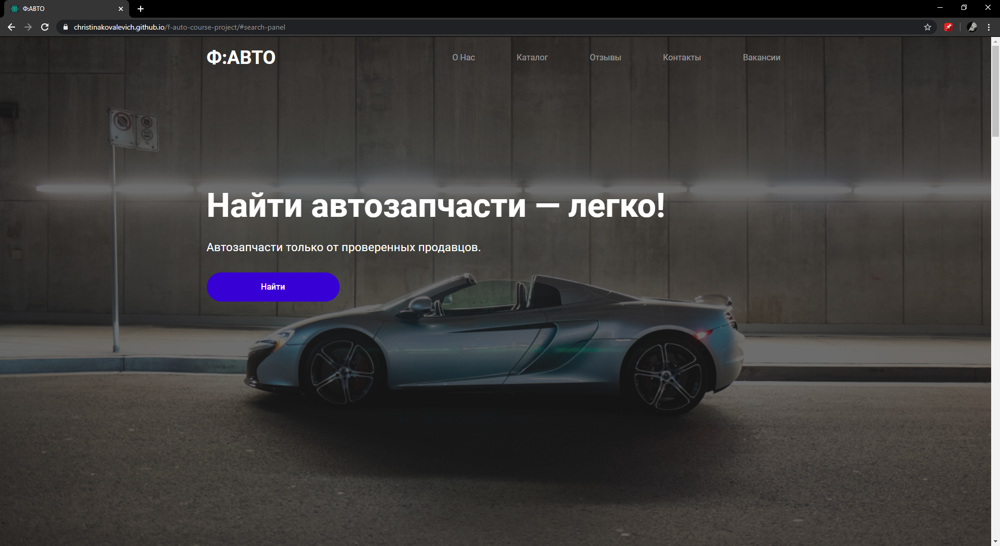 Ф:АВТО
christinakovalevich.github.io/f-auto-course-project/#search-panel
Ф:АВТО
О Нас
Каталог
Отзывы
Контакты
Вакансии
Найти автозапчасти — легко!
Автозапчасти только от проверенных продавцов.
Найти